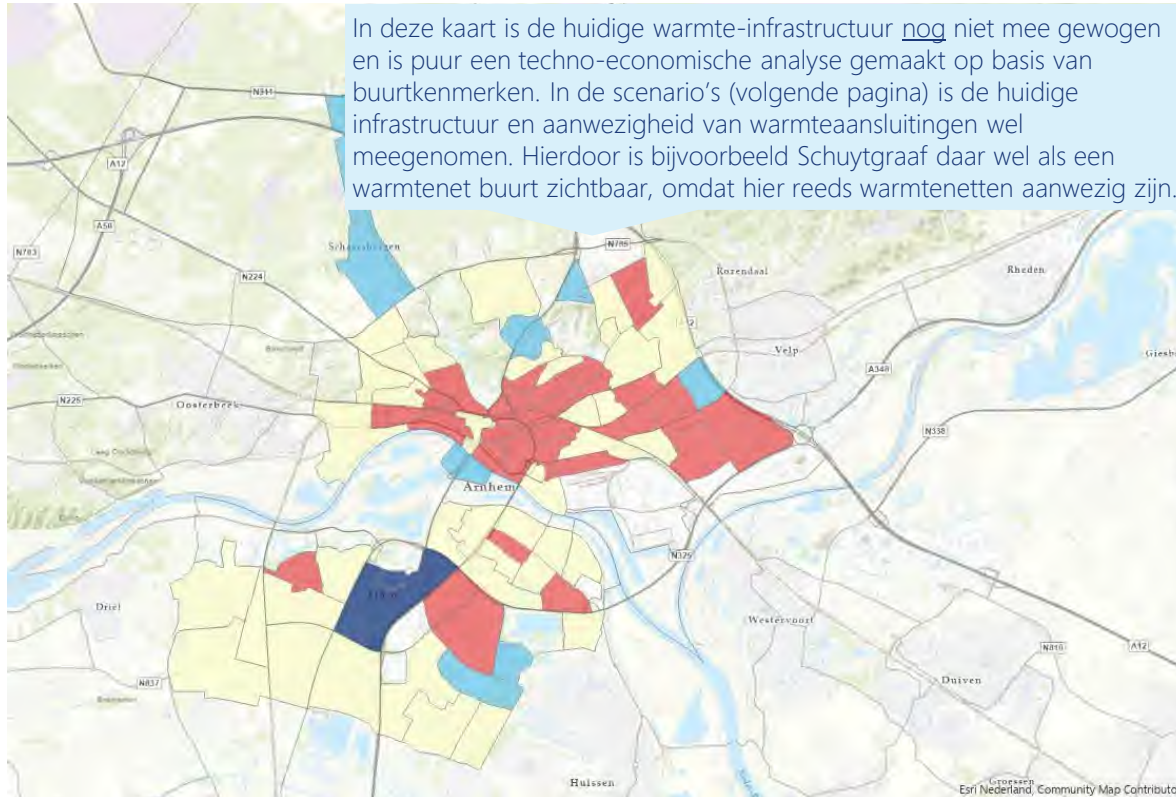 In deze kaart is de huidige warmte-infrastructuur nog niet mee gewogen
en is puur een techno-economische analyse gemaakt op basis van
buurtkenmerken. In de scenario's (volgende pagina) is de huidige
infrastructuur en aanwezigheid van warmteaansluitingen wel
meegenomen. Hierdoor is bijvoorbeeld Schuytgraaf daar wel als een
warmtenet buurt zichtbaar, omdat hier reeds warmtenetten aanwezig zijn.
N311
A12
A50
N783
N224
N785
Rozendaal
Rheden
Velp
A348
N225
Oosterbeek
N338
Arnhem
N325
Driel
Westervoort
A12
Duiven
N837
Huissen
Groessen
Esri Nederland, Community Map Contributo